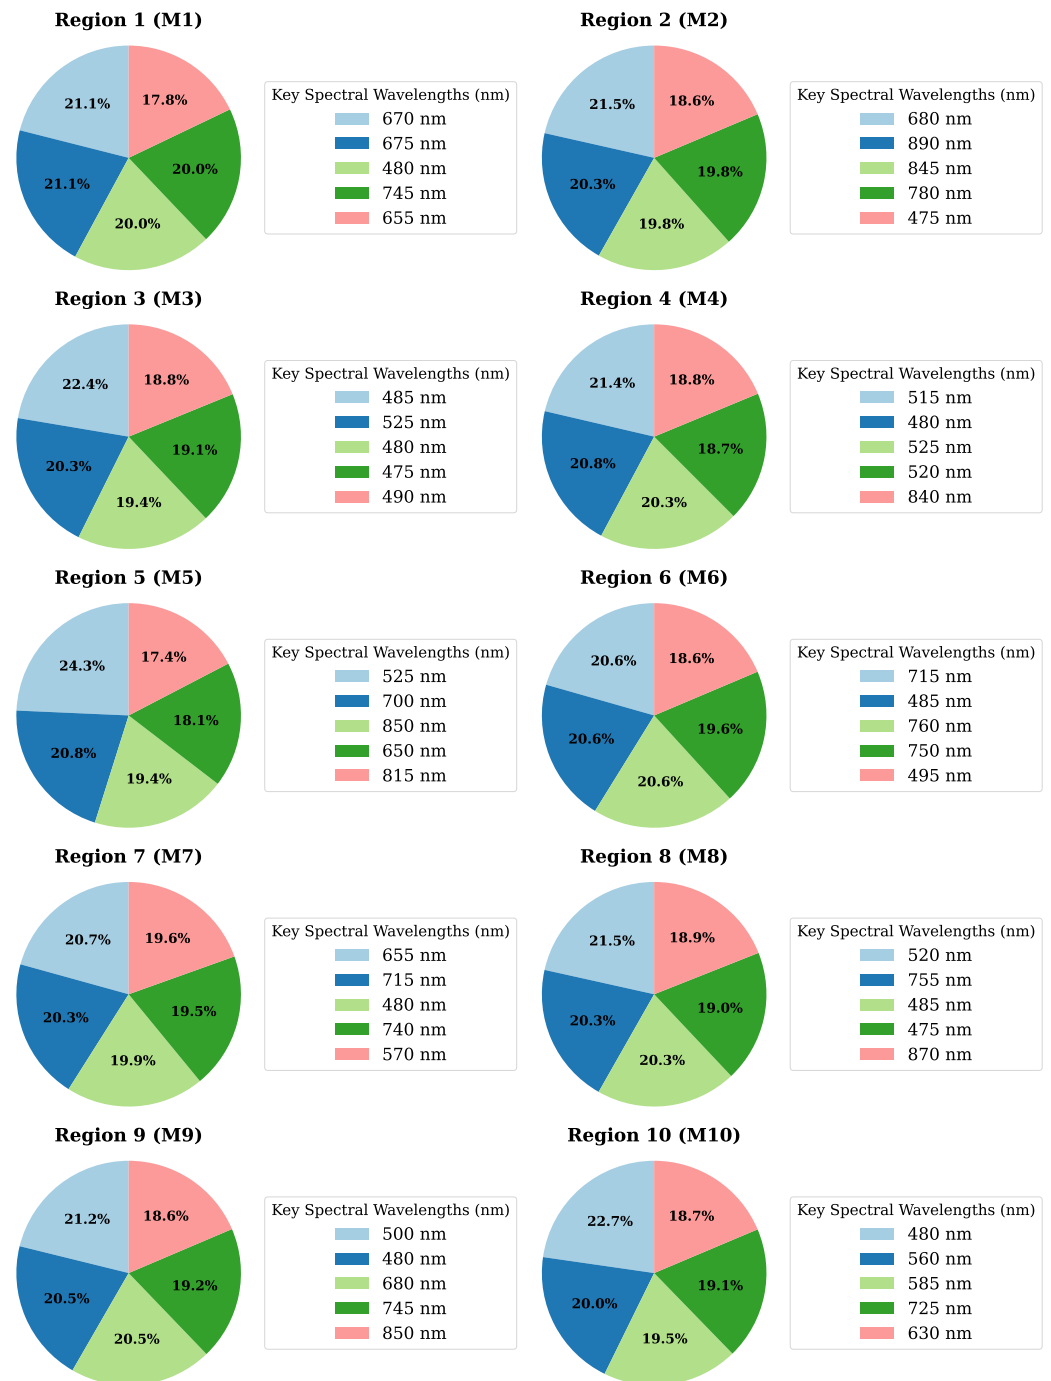 Region 1 (M1)
21.1%
17.8%
21.1%
20.0%
20.0%
Key Spectral Wavelengths (nm)
670 nm
675 nm
480 nm
745 nm
655 nm
Region 2 (M2)
21.5%
18.6%
20.3%
19.8%
19.8%
Key Spectral Wavelengths (nm)
680 nm
890 nm
845 nm
780 nm
475 nm
Region 3 (M3)
22.4%
18.8%
20.3%
19.1%
19.4%
Key Spectral Wavelengths (nm)
485 nm
525 nm
480 nm
475 nm
490 nm
Region 4 (M4)
21.4%
18.8%
20.8%
18.7%
20.3%
Key Spectral Wavelengths (nm)
515 nm
480 nm
525 nm
520 nm
840 nm
Region 5 (M5)
24.3%
17.4%
20.8%
18.1%
19.4%
Key Spectral Wavelengths (nm)
525 nm
700 nm
850 nm
650 nm
815 nm
Region 6 (M6)
20.6%
18.6%
20.6%
19.6%
20.6%
Key Spectral Wavelengths (nm)
715 nm
485 nm
760 nm
750 nm
495 nm
Region 7 (M7)
20.7%
19.6%
20.3%
19.5%
19.9%
Key Spectral Wavelengths (nm)
655 nm
715 nm
480 nm
740 nm
570 nm
Region 8 (M8)
21.5%
18.9%
20.3%
19.0%
20.3%
Key Spectral Wavelengths (nm)
520 nm
755 nm
485 nm
475 nm
870 nm
Region 9 (M9)
21.2%
18.6%
20.5%
19.2%
20.5%
Key Spectral Wavelengths (nm)
500 nm
480 nm
680 nm
745 nm
850 nm
Region 10 (M10)
22.7%
18.7%
20.0%
19.1%
19.5%
Key Spectral Wavelengths (nm)
480 nm
560 nm
585 nm
725 nm
630 nm